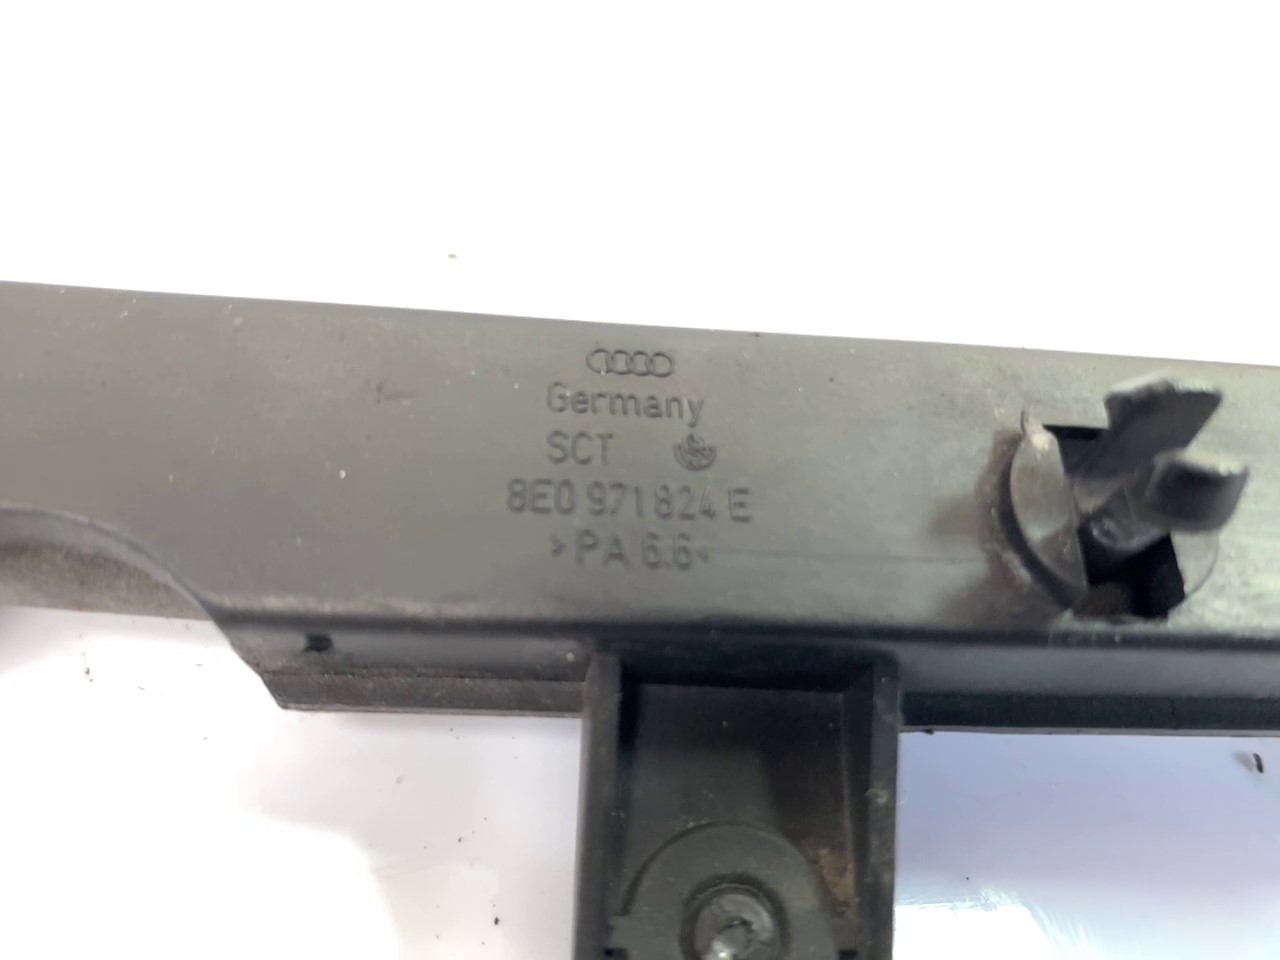 Germany
SCT
8E0 971 824 E
>PA 6.6<